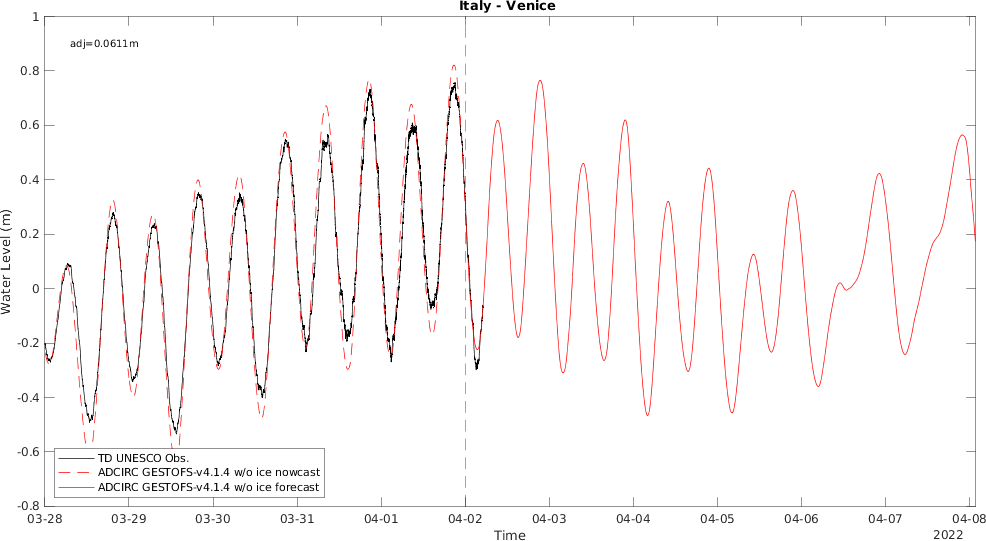 Italy - Venice
adj=0.0611m
1
0.8
0.6
0.4
0.2
0
-0.2
-0.4
-0.6
-0.8
Water Level (m)
TD UNESCO Obs.
ADCIRC GESTOFS-v4.1.4 w/o ice nowcast
ADCIRC GESTOFS-v4.1.4 w/o ice forecast
03-28 03-29 03-30 03-31 04-01 04-02 04-03 04-04 04-05 04-06 04-07 04-08
Time
2022